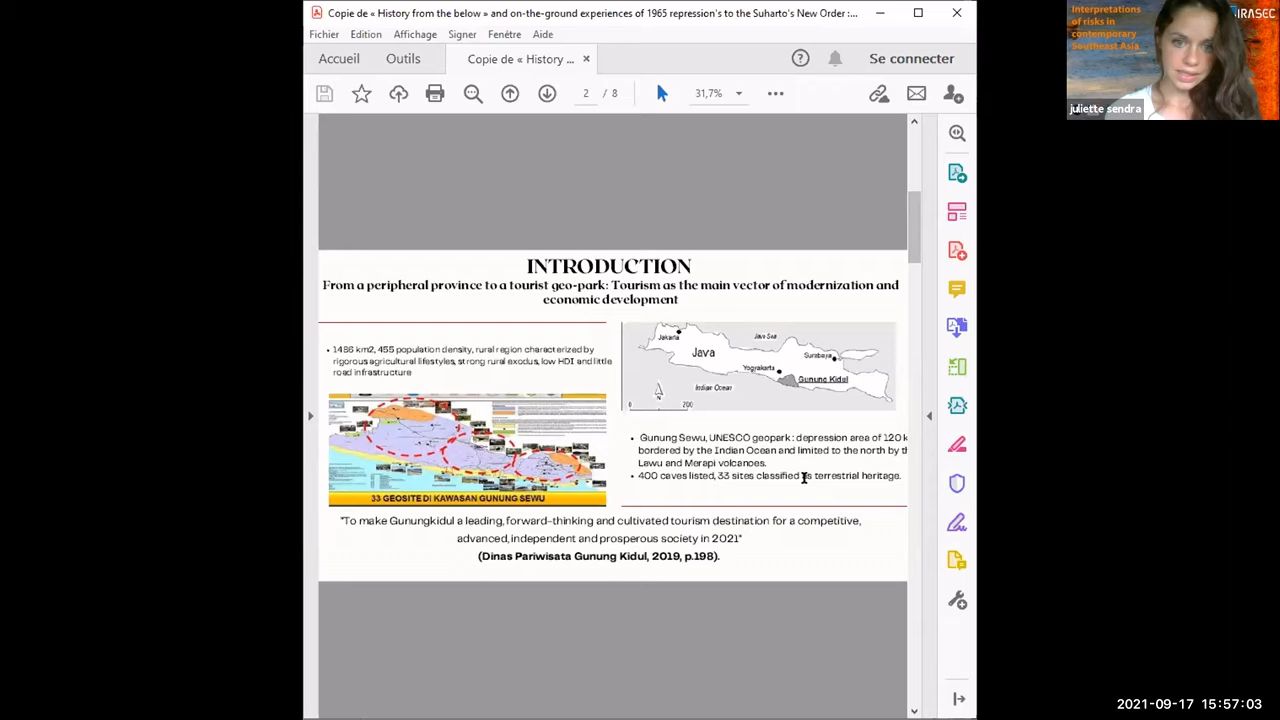 Copie de « History from the below » and on-the-ground experiences of 1965 repression's to the Suharto's New Order :...
Fichier Edition Affichage Signer Fenêtre Aide
Accueil Outils Copie de « History ... × Se connecter
2 / 8 31,7%
INTRODUCTION
From a peripheral province to a tourist geo-park: Tourism as the main vector of modernization and
economic development
• 1486 km2, 455 population density, rural region characterized by
rigorous agricultural lifestyles, strong rural exodus, low HDI and little
road infrastructure
33 GEOSITE DI KAWASAN GUNUNG SEWU
Jakarta
Java Sea
Java
Surabaya
Yogyakarta
Gunung Kidul
Indian Ocean
N
0 200
• Gunung Sewu, UNESCO geopark: depression area of 120 k
bordered by the Indian Ocean and limited to the north by th
Lawu and Merapi volcanoes.
• 400 caves listed, 33 sites classified as terrestrial heritage.
"To make Gunungkidul a leading, forward-thinking and cultivated tourism destination for a competitive,
advanced, independent and prosperous society in 2021"
(Dinas Pariwisata Gunung Kidul, 2019, p.198).
Interpretations
of risks in
contemporary
Southeast Asia
IRASEC
juliette sendra
2021-09-17 15:57:03